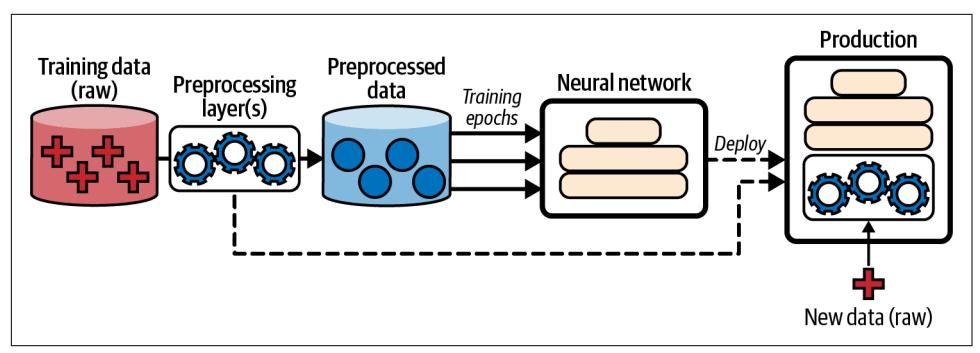 Training data
(raw)
Preprocessing
layer(s)
Preprocessed
data
Training
epochs
Neural network
Deploy
Production
New data (raw)